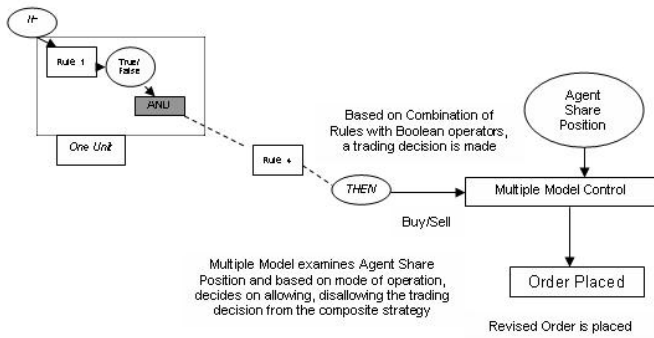 IF
Rule 1
True/
False
AND
One Unit
Rule 4
THEN
Based on Combination of
Rules with Boolean operators,
a trading decision is made
Agent
Share
Position
Multiple Model Control
Buy/Sell
Multiple Model examines Agent Share
Position and based on mode of operation,
decides on allowing, disallowing the trading
decision from the composite strategy
Order Placed
Revised Order is placed